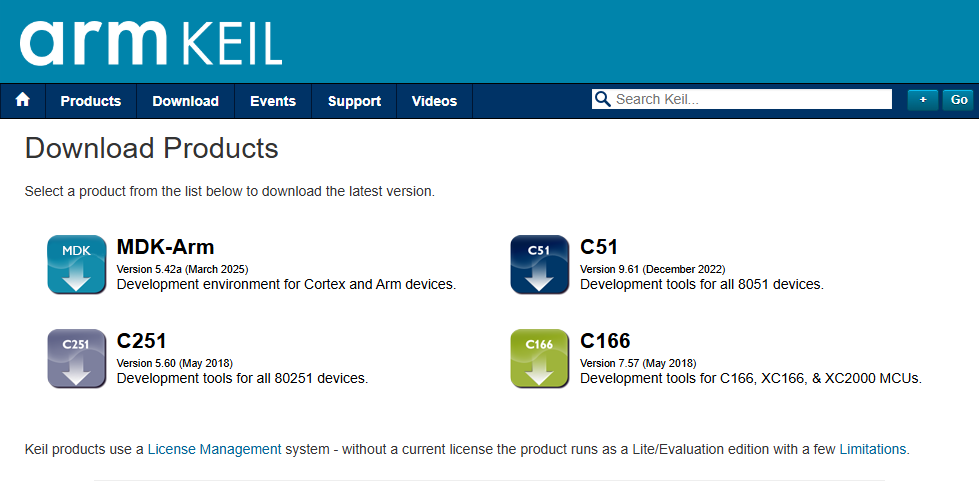 arm KEIL
Products Download Events Support Videos Search Keil... + Go
Download Products
Select a product from the list below to download the latest version.
MDK
MDK-Arm
Version 5.42a (March 2025)
Development environment for Cortex and Arm devices.
C51
C51
Version 9.61 (December 2022)
Development tools for all 8051 devices.
C251
C251
Version 5.60 (May 2018)
Development tools for all 80251 devices.
C166
C166
Version 7.57 (May 2018)
Development tools for C166, XC166, & XC2000 MCUs.
Keil products use a License Management system - without a current license the product runs as a Lite/Evaluation edition with a few Limitations.